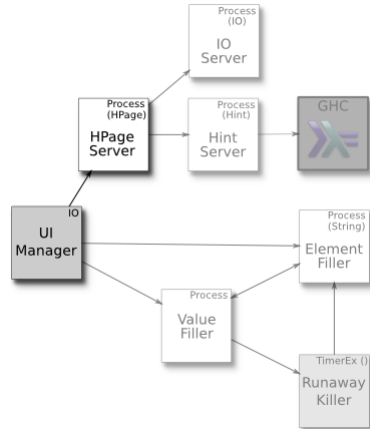 Process
(IO)
IO
Server
Process
(HPage)
HPage
Server
Process
(Hint)
Hint
Server
GHC
IO
UI
Manager
Process
(String)
Element
Filler
Process
Value
Filler
TimerEx ()
Runaway
Killer